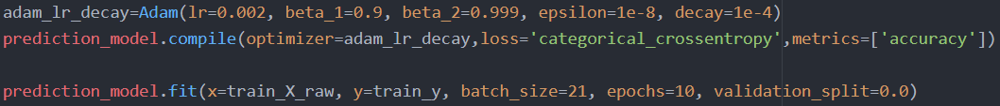 adam_lr_decay=Adam(lr=0.002, beta_1=0.9, beta_2=0.999, epsilon=1e-8, decay=1e-4)
prediction_model.compile(optimizer=adam_lr_decay,loss='categorical_crossentropy',metrics=['accuracy'])
prediction_model.fit(x=train_X_raw, y=train_y, batch_size=21, epochs=10, validation_split=0.0)